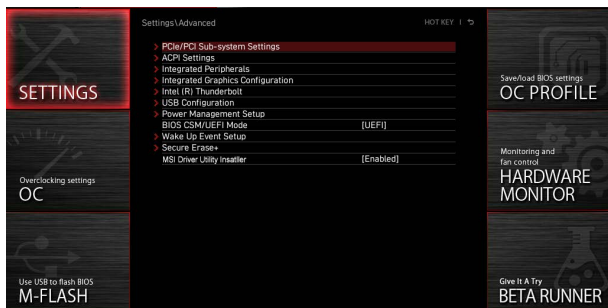 Settings\Advanced
HOT KEY |
PCIe/PCI Sub-system Settings
ACPI Settings
Integrated Peripherals
Integrated Graphics Configuration
Intel (R) Thunderbolt
USB Configuration
Power Management Setup
BIOS CSM/UEFI Mode [UEFI]
Wake Up Event Setup
Secure Erase+
MSI Driver Utility Insatller [Enabled]
SETTINGS
Overclocking settings
OC
Use USB to flash BIOS
M-FLASH
Save/load BIOS settings
OC PROFILE
Monitoring and
fan control
HARDWARE
MONITOR
Give It A Try
BETA RUNNER